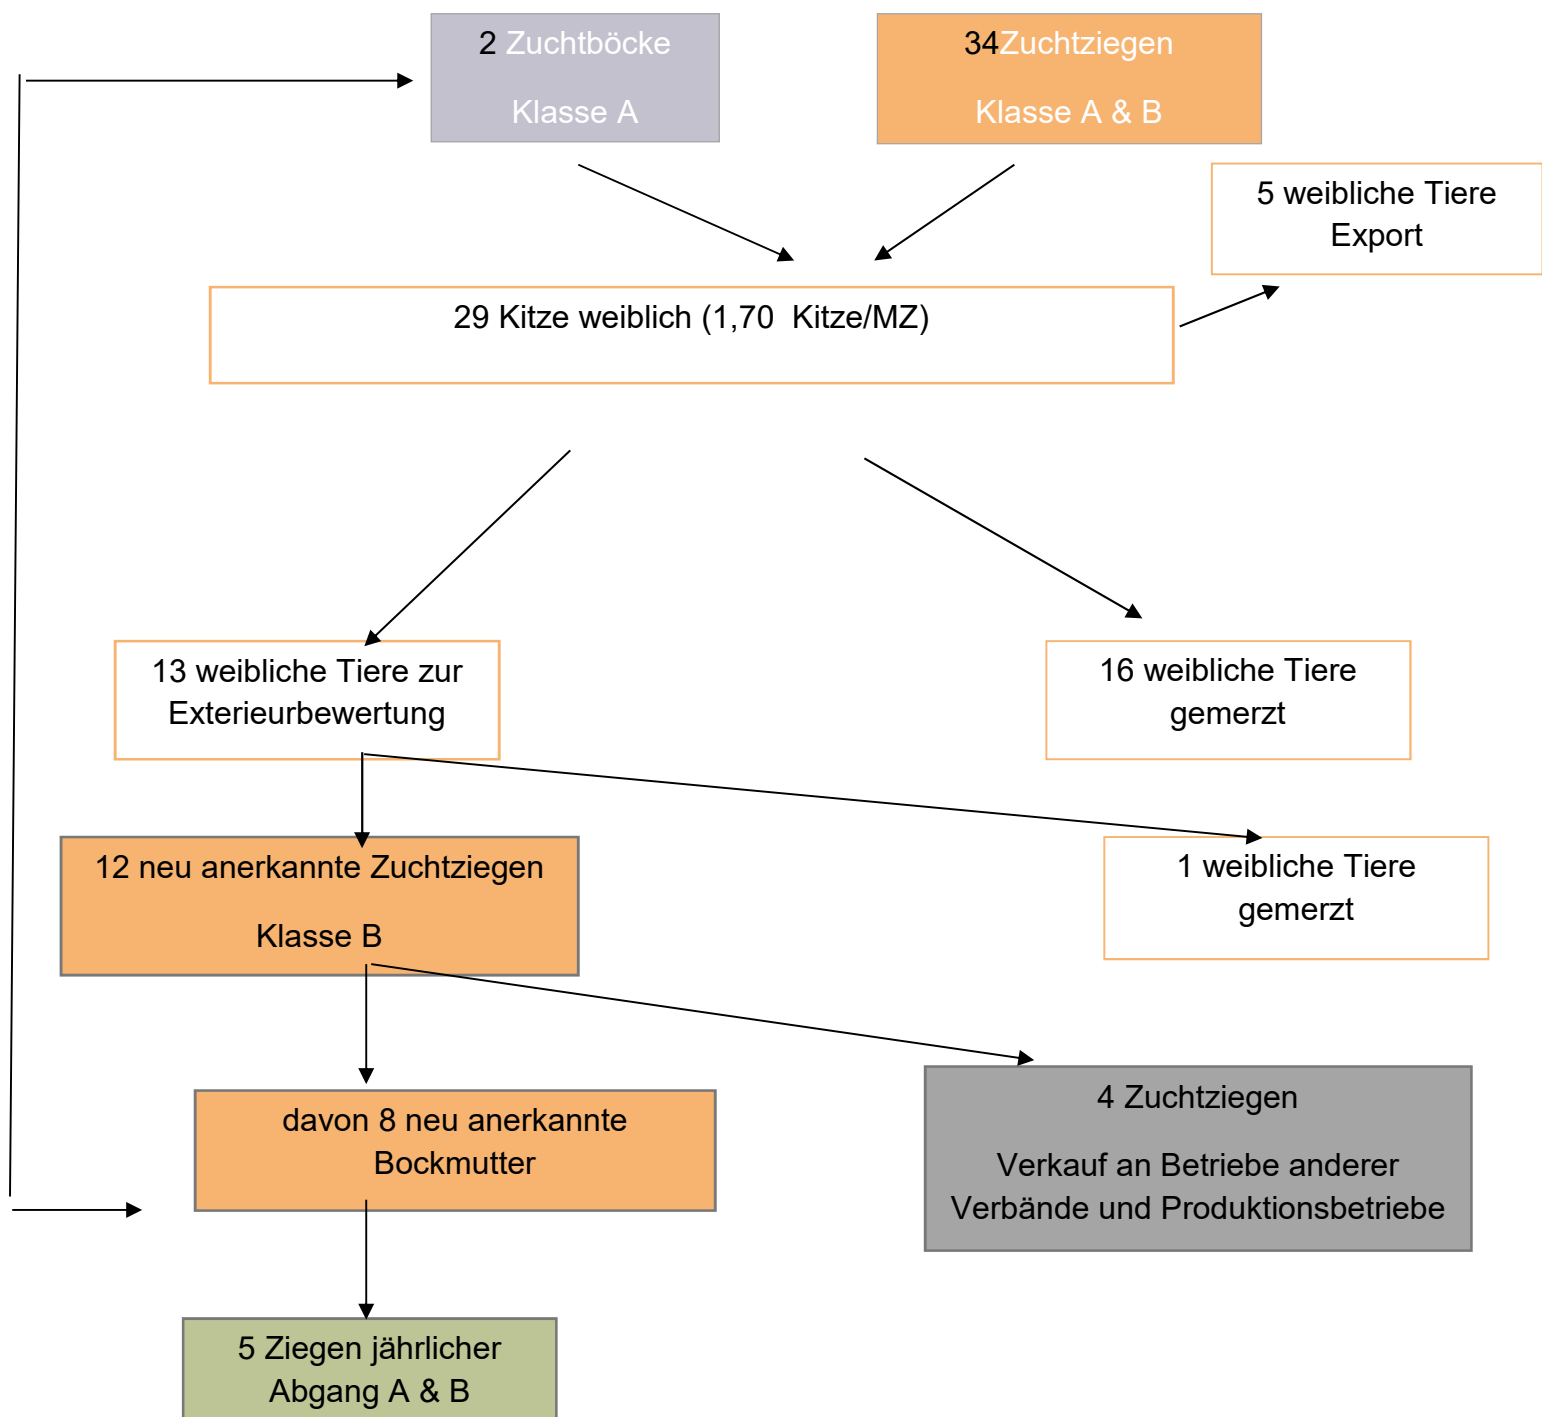 2 Zuchtböcke
Klasse A
34Zuchtziegen
Klasse A & B
5 weibliche Tiere
Export
29 Kitze weiblich (1,70  Kitze/MZ)
13 weibliche Tiere zur
Exterieurbewertung
16 weibliche Tiere
gemerzt
12 neu anerkannte Zuchtziegen
Klasse B
1 weibliche Tiere
gemerzt
davon 8 neu anerkannte
Bockmutter
4 Zuchtziegen
Verkauf an Betriebe anderer
Verbände und Produktionsbetriebe
5 Ziegen jährlicher
Abgang A & B